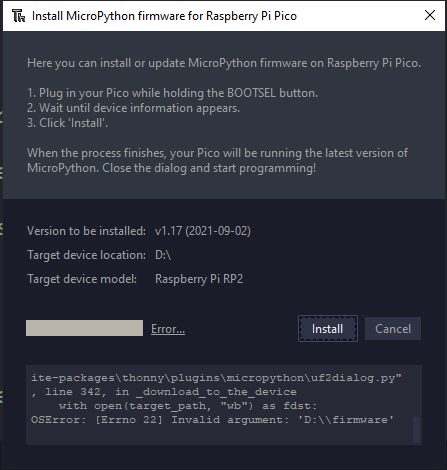 Install MicroPython firmware for Raspberry Pi Pico
Here you can install or update MicroPython firmware on Raspberry Pi Pico.
1. Plug in your Pico while holding the BOOTSEL button.
2. Wait until device information appears.
3. Click 'Install'.
When the process finishes, your Pico will be running the latest version of
MicroPython. Close the dialog and start programming!
Version to be installed: v1.17 (2021-09-02)
Target device location: D:\
Target device model: Raspberry Pi RP2
Error... Install Cancel
ite-packages\thonny\plugins\micropython\uf2dialog.py"
, line 342, in _download_to_the_device
with open(target_path, "wb") as fdst:
OSError: [Errno 22] Invalid argument: 'D:\\firmware'